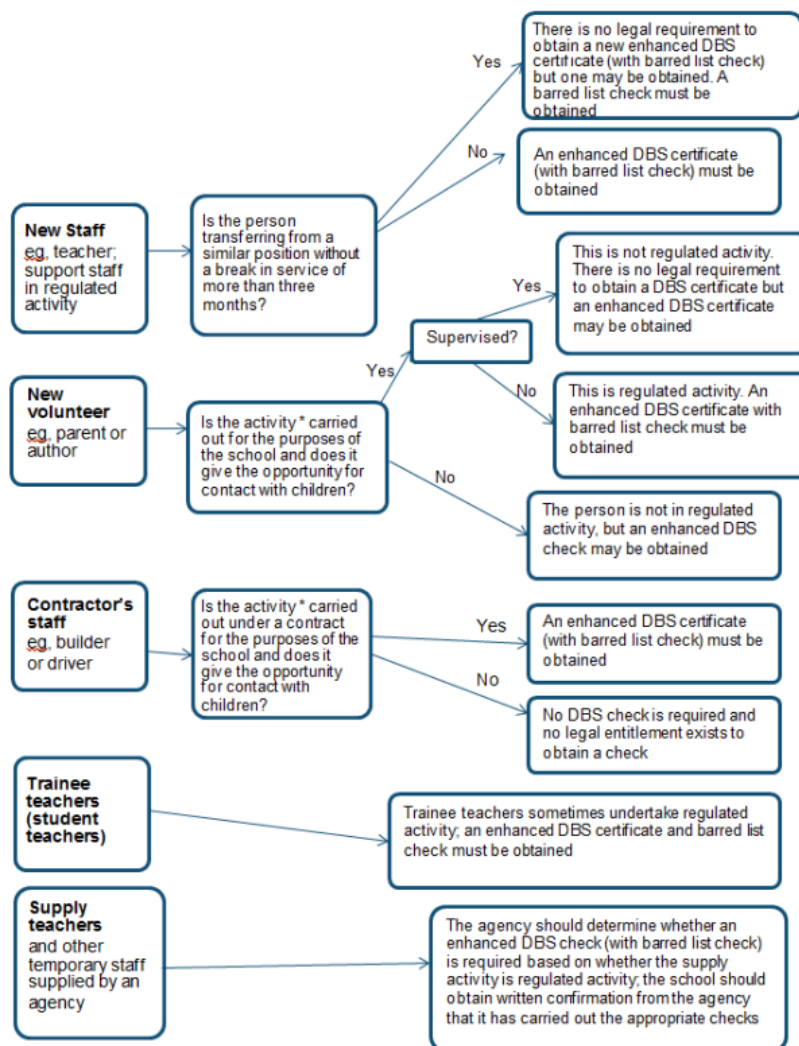 There is no legal requirement to
obtain a new enhanced DBS
certificate (with barred list check)
but one may be obtained. A
barred list check must be
obtained
Yes
No
An enhanced DBS certificate
(with barred list check) must be
obtained
New Staff
eg, teacher;
support staff
in regulated
activity
Is the person
transferring from a
similar position without
a break in service of
more than three
months?
This is not regulated activity.
There is no legal requirement
to obtain a DBS certificate but
an enhanced DBS certificate
may be obtained
Yes
Supervised?
Yes
No
New
volunteer
eg, parent or
author
Is the activity * carried
out for the purposes of
the school and does it
give the opportunity for
contact with children?
This is regulated activity. An
enhanced DBS certificate with
barred list check must be
obtained
No
The person is not in regulated
activity, but an enhanced DBS
check may be obtained
Contractor's
staff
eg, builder
or driver
Is the activity * carried
out under a contract
for the purposes of the
school and does it
give the opportunity
for contact with
children?
Yes
An enhanced DBS certificate
(with barred list check) must be
obtained
No
No DBS check is required and
no legal entitlement exists to
obtain a check
Trainee
teachers
(student
teachers)
Trainee teachers sometimes undertake regulated
activity; an enhanced DBS certificate and barred list
check must be obtained
Supply
teachers
and other
temporary staff
supplied by an
agency
The agency should determine whether an
enhanced DBS check (with barred list check)
is required based on whether the supply
activity is regulated activity; the school should
obtain written confirmation from the agency
that it has carried out the appropriate checks